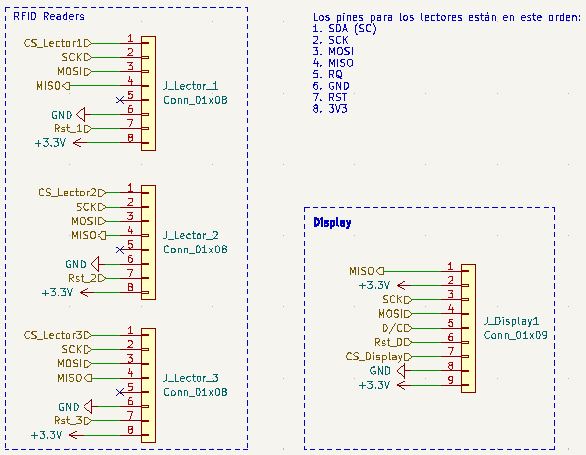 RFID Readers
CS_Lector1 1
SCK 2
MOSI 3
MISO 4
5
GND 6
Rst_1 7
+3.3V 8
J_Lector_1
Conn_01x08
CS_Lector2 1
SCK 2
MOSI 3
MISO 4
5
GND 6
Rst_2 7
+3.3V 8
J_Lector_2
Conn_01x08
CS_Lector3 1
SCK 2
MOSI 3
MISO 4
5
GND 6
Rst_3 7
+3.3V 8
J_Lector_3
Conn_01x08
Los pines para los lectores están en este orden:
1. SDA (SC)
2. SCK
3. MOSI
4. MISO
5. RQ
6. GND
7. RST
8. 3V3
Display
MISO 1
+3.3V 2
SCK 3
MOSI 4
D/C 5
Rst_D 6
CS_Display 7
GND 8
+3.3V 9
J_Display1
Conn_01x09